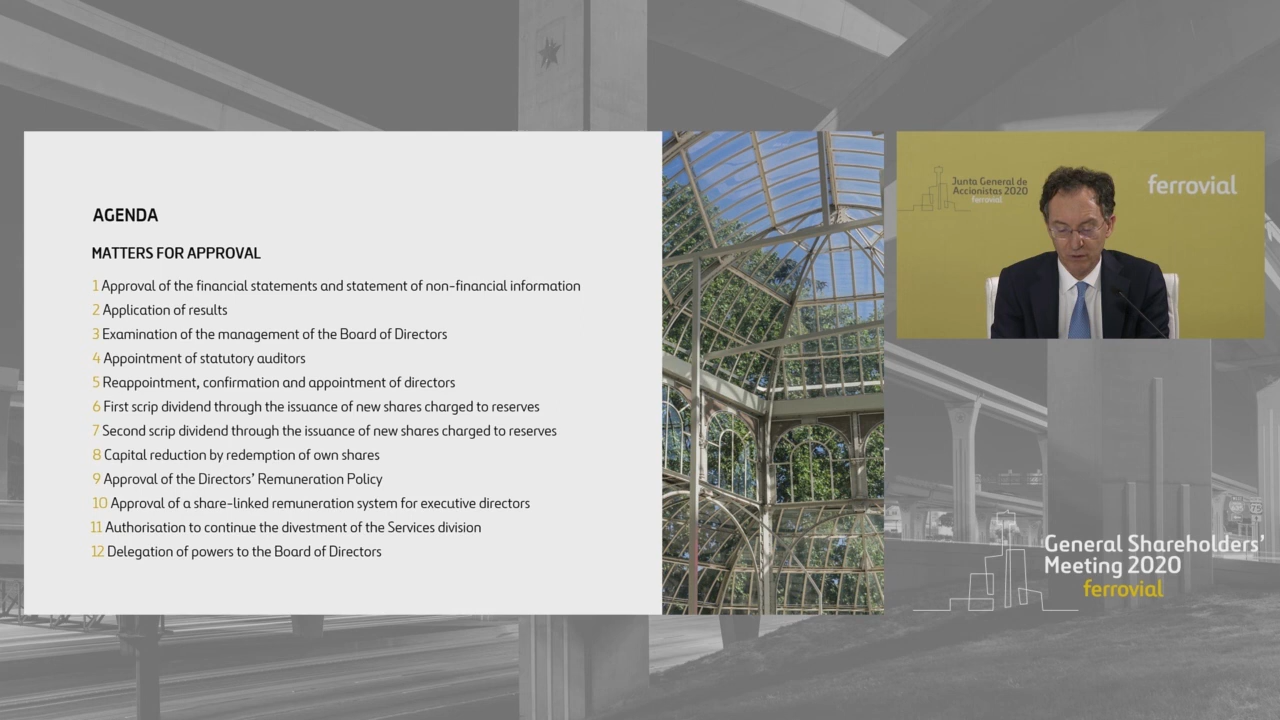 AGENDA
MATTERS FOR APPROVAL
1 Approval of the financial statements and statement of non-financial information
2 Application of results
3 Examination of the management of the Board of Directors
4 Appointment of statutory auditors
5 Reappointment, confirmation and appointment of directors
6 First scrip dividend through the issuance of new shares charged to reserves
7 Second scrip dividend through the issuance of new shares charged to reserves
8 Capital reduction by redemption of own shares
9 Approval of the Directors' Remuneration Policy
10 Approval of a share-linked remuneration system for executive directors
11 Authorisation to continue the divestment of the Services division
12 Delegation of powers to the Board of Directors
Junta General de
Accionistas 2020
ferrovial
ferrovial
General Shareholders'
Meeting 2020
ferrovial